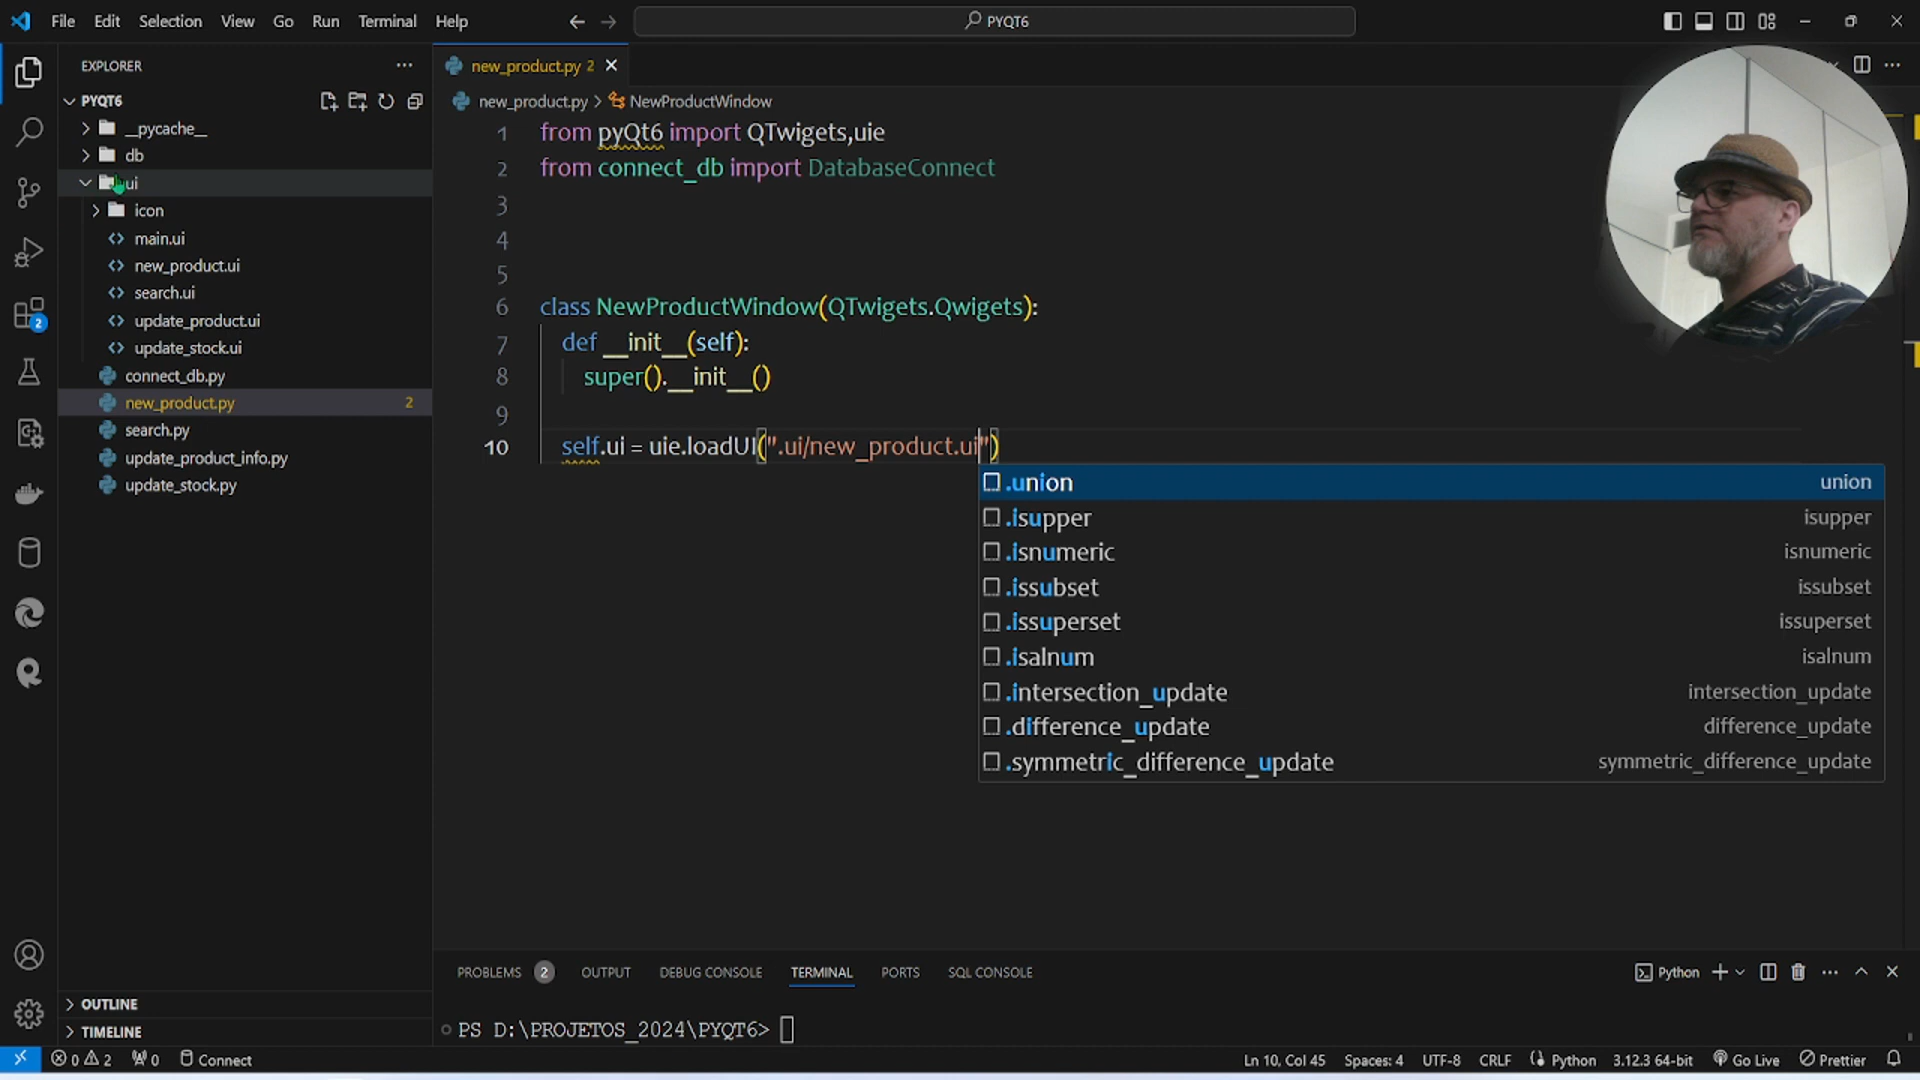 File Edit Selection View Go Run Terminal Help
PYQT6
EXPLORER
PYQT6
__pycache__
db
ui
icon
main.ui
new_product.ui
search.ui
update_product.ui
update_stock.ui
connect_db.py
new_product.py 2
search.py
update_product_info.py
update_stock.py
OUTLINE
TIMELINE
2
new_product.py 2
new_product.py > NewProductWindow
1 from pyQt6 import QTwigets,uie
2 from connect_db import DatabaseConnect
3
4
5
6 class NewProductWindow(QTwigets.Qwigets):
7 def __init__(self):
8 super().__init__()
9
10 self.ui = uie.loadUI(".ui/new_product.ui")
.union union
.isupper isupper
.isnumeric isnumeric
.issubset issubset
.issuperset issuperset
.isalnum isalnum
.intersection_update intersection_update
.difference_update difference_update
.symmetric_difference_update symmetric_difference_update
PROBLEMS 2 OUTPUT DEBUG CONSOLE TERMINAL PORTS SQL CONSOLE
Python
PS D:\PROJETOS_2024\PYQT6>
0 2 0 Connect
Ln 10, Col 45 Spaces: 4 UTF-8 CRLF Python 3.12.3 64-bit Go Live Prettier